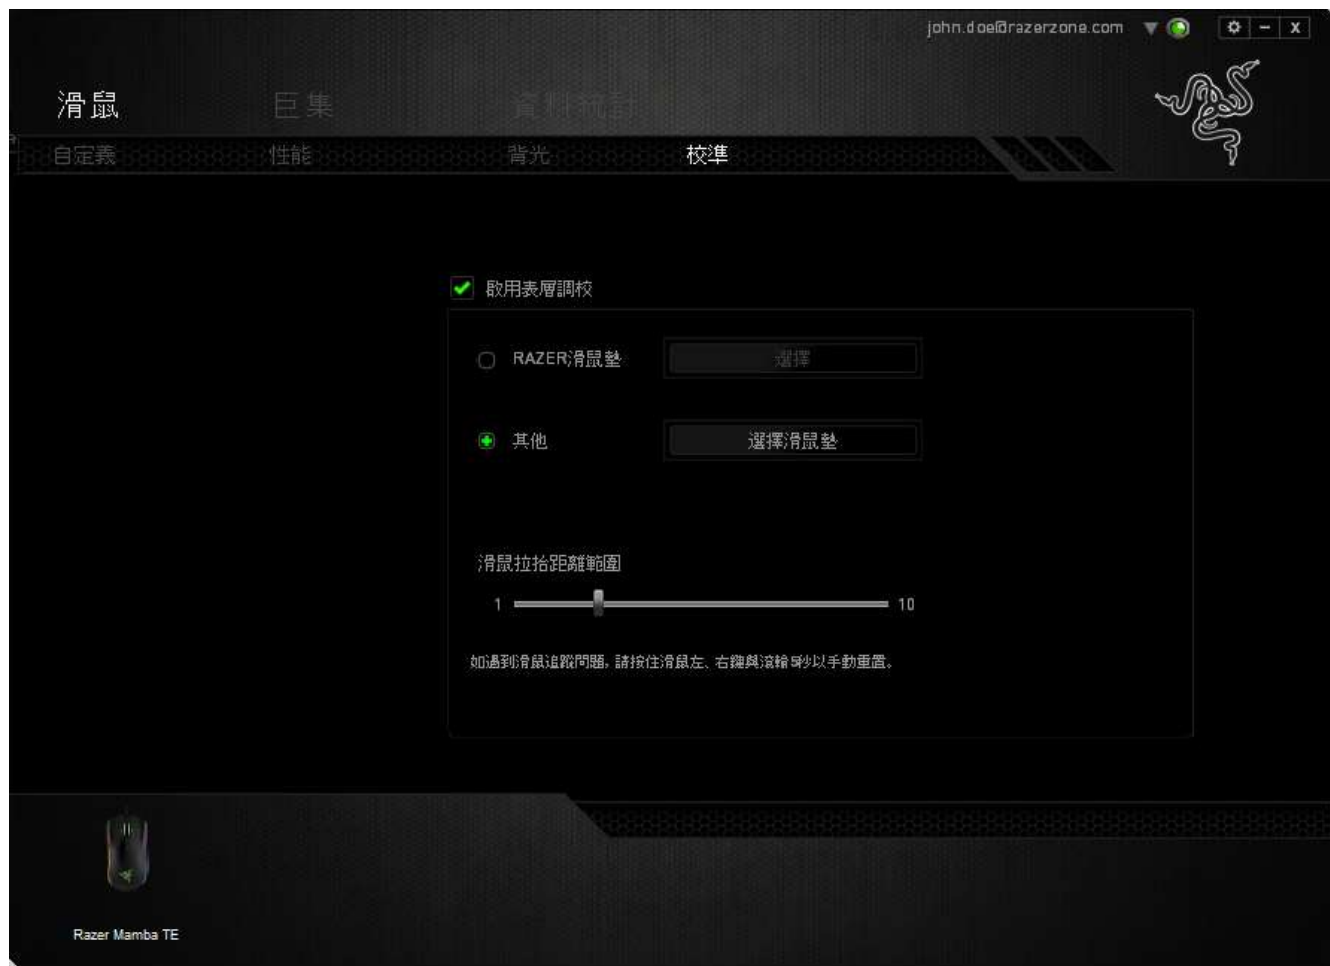 john.doe@razerzone.com
滑鼠 巨集 資料統計
自定義 性能 背光 校準
啟用表層調校
RAZER滑鼠墊 選擇
其他 選擇滑鼠墊
滑鼠拉抬距離範圍
1 10
如遇到滑鼠追蹤問題，請按住滑鼠左、右鍵與滾輪5秒以手動重置。
Razer Mamba TE